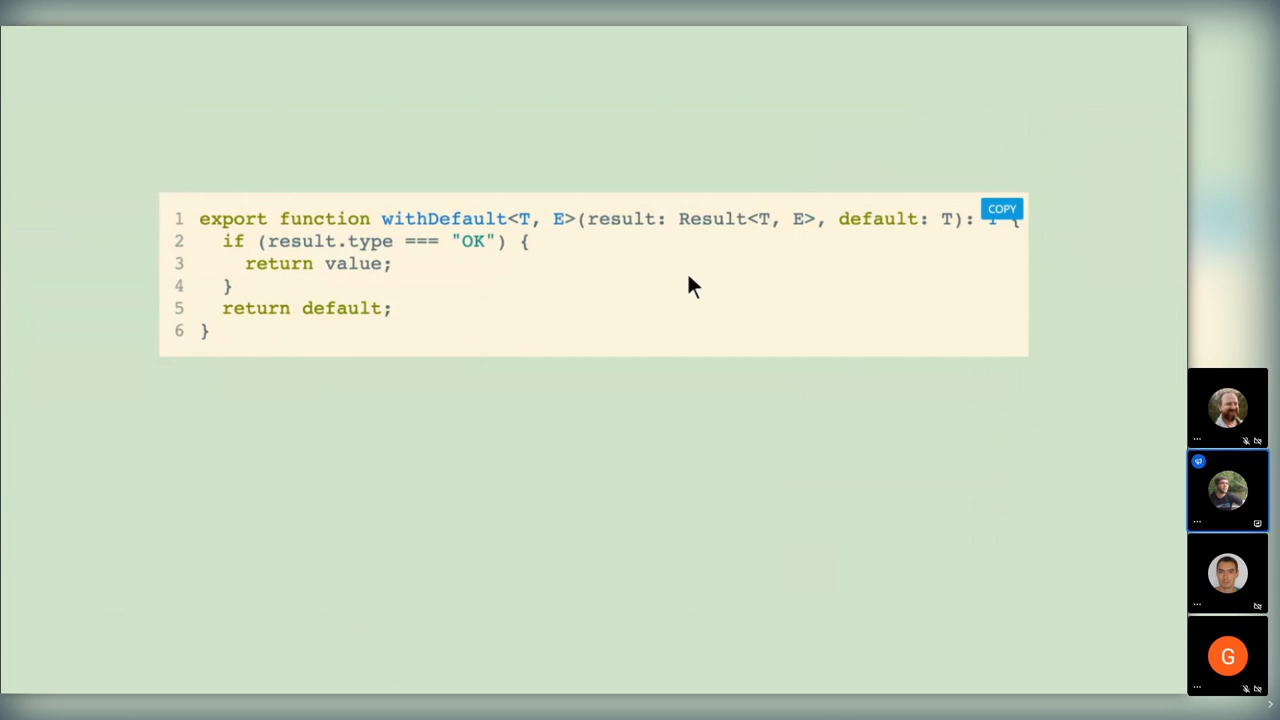 1 export function withDefault<T, E>(result: Result<T, E>, default: T): T {
COPY
2 if (result.type === "OK") {
3 return value;
4 }
5 return default;
6 }
G